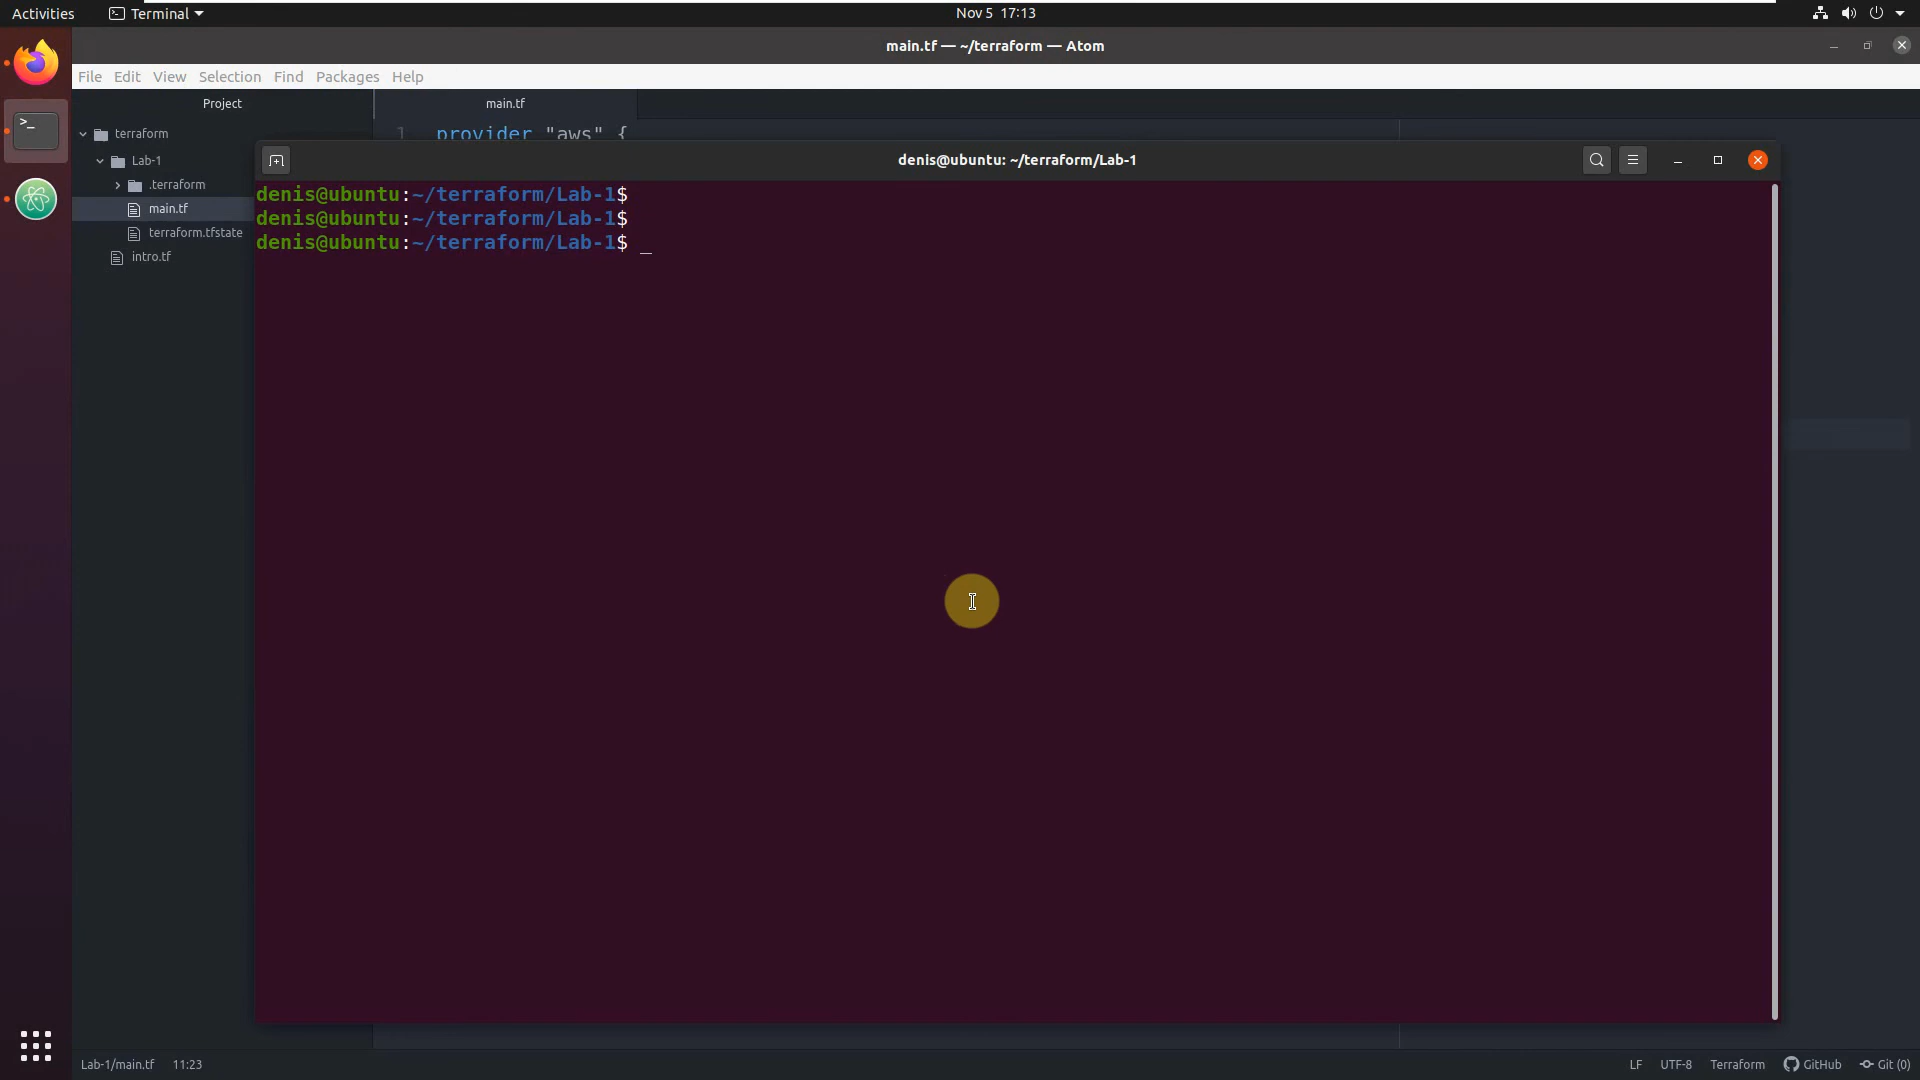 Activities Terminal Nov 5 17:13
main.tf — ~/terraform — Atom
File Edit View Selection Find Packages Help
Project
main.tf
terraform
1 provider "aws" {
Lab-1
denis@ubuntu: ~/terraform/Lab-1
.terraform
main.tf
terraform.tfstate
intro.tf
denis@ubuntu:~/terraform/Lab-1$
denis@ubuntu:~/terraform/Lab-1$
denis@ubuntu:~/terraform/Lab-1$ _
Lab-1/main.tf 11:23 LF UTF-8 Terraform GitHub Git (0)